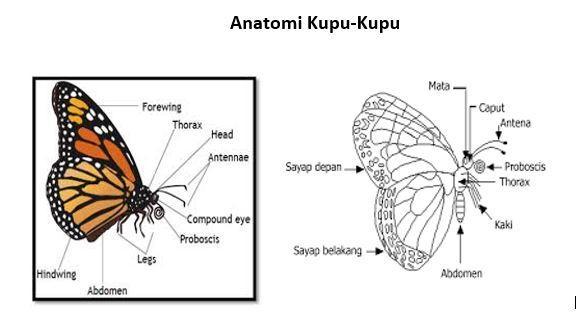 Anatomi Kupu-Kupu
Forewing
Thorax
Head
Antennae
Compound eye
Proboscis
Legs
Hindwing
Abdomen
Mata
Caput
Antena
Sayap depan
Proboscis
Thorax
Kaki
Sayap belakang
Abdomen